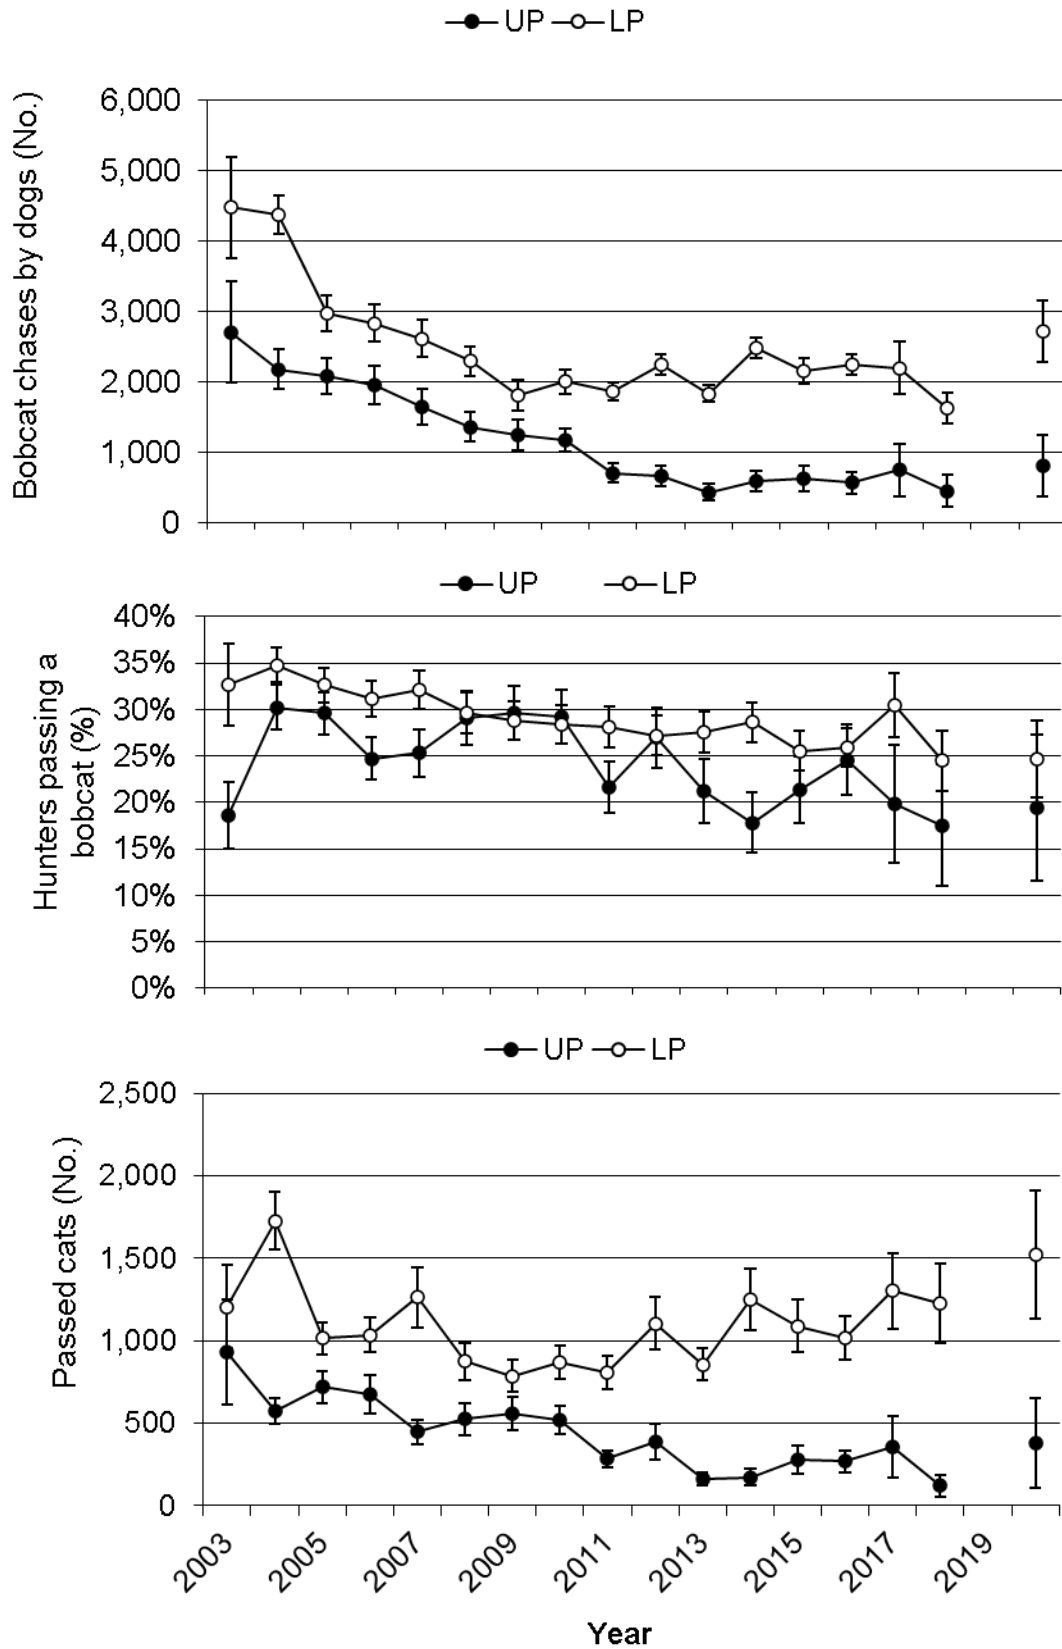 UP LP
Bobcat chases by dogs (No.)
6,000
5,000
4,000
3,000
2,000
1,000
0
UP LP
Hunters passing a
bobcat (%)
40%
35%
30%
25%
20%
15%
10%
5%
0%
UP LP
Passed cats (No.)
2,500
2,000
1,500
1,000
500
0
2003 2005 2007 2009 2011 2013 2015 2017 2019
Year